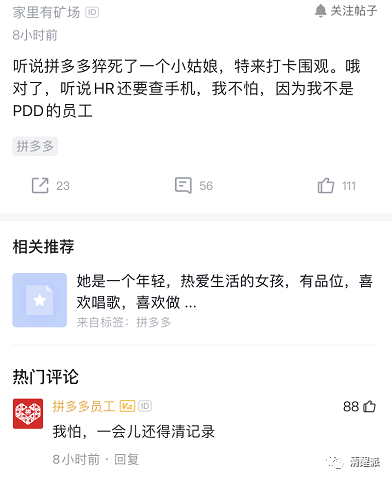 家里有矿场 ID
关注帖子
8小时前
听说拼多多猝死了一个小姑娘，特来打卡围观。哦
对了，听说HR还要查手机，我不怕，因为我不是
PDD的员工
拼多多
23 56 111
相关推荐
她是一个年轻，热爱生活的女孩，有品位，喜
欢唱歌，喜欢做 ...
来自标签：拼多多
热门评论
拼多多员工 V2 ID
88
我怕，一会儿还得清记录
8小时前 · 回复
清醒派